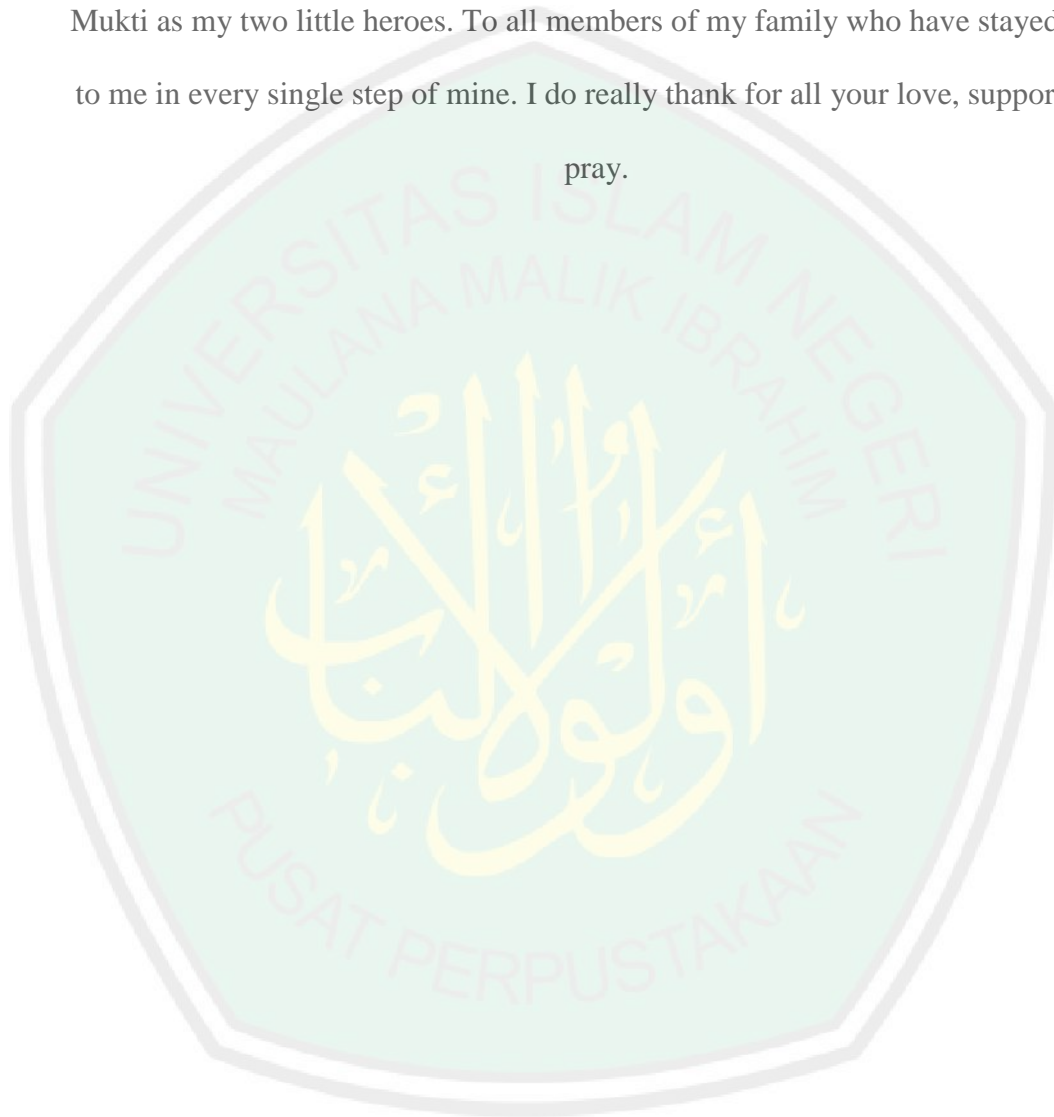 Mukti as my two little heroes. To all members of my family who have stayed
to me in every single step of mine. I do really thank for all your love, suppor
pray.
UNIVERSITAS ISLAM NEGERI
MAULANA MALIK IBRAHIM
أولو الألباب
PUSAT PERPUSTAKAAN